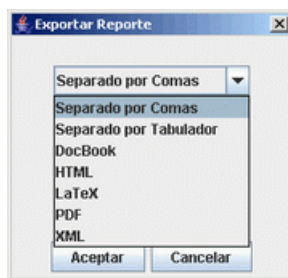 Exportar Reporte
Separado por Comas
Separado por Comas
Separado por Tabulador
DocBook
HTML
LaTeX
PDF
XML
Aceptar
Cancelar